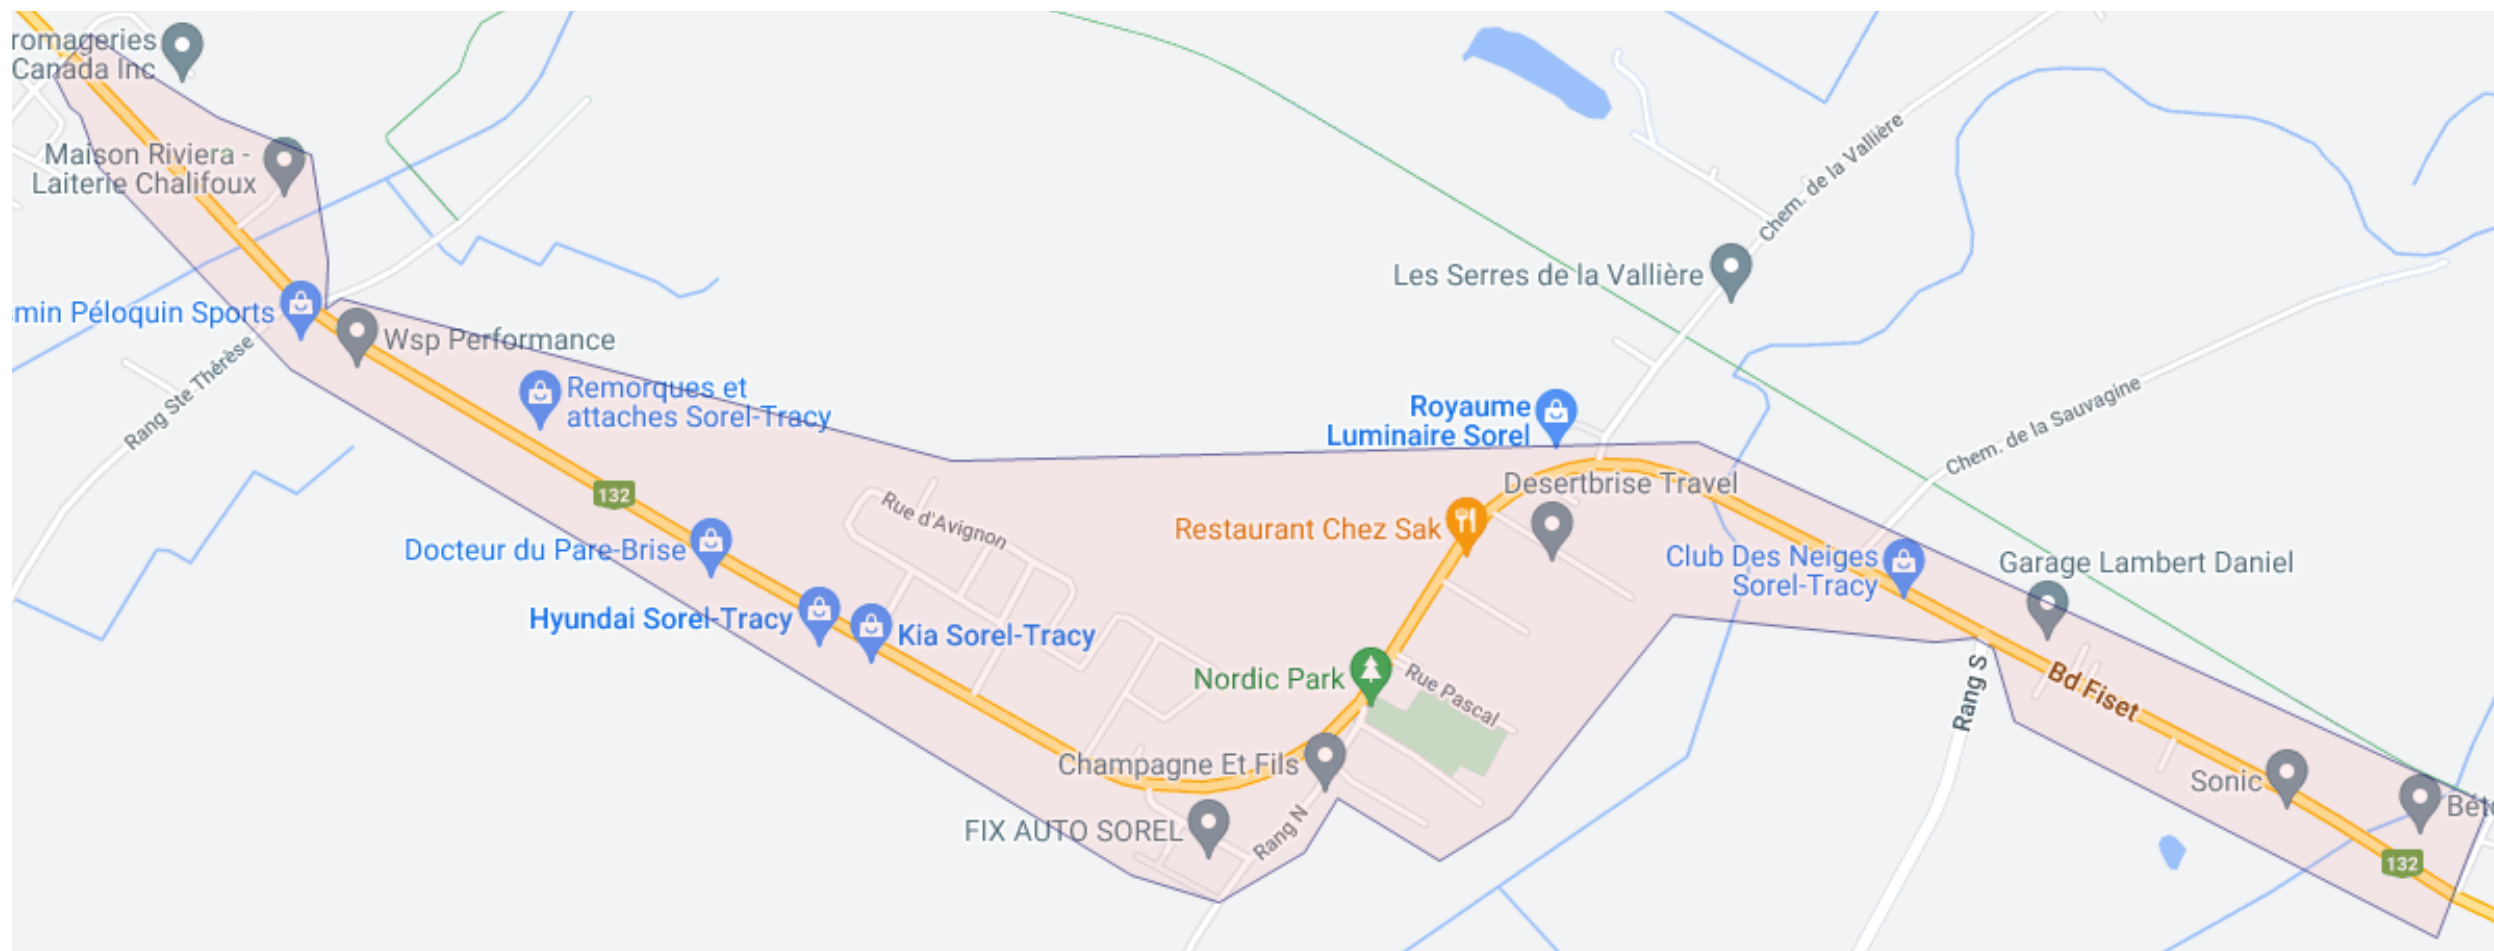 romageries
Canada Inc
Maison Riviera -
Laiterie Chalifoux
min Péloquin Sports
Wsp Performance
Rang Ste Thérèse
Remorques et
attaches Sorel-Tracy
132
Docteur du Pare-Brise
Hyundai Sorel-Tracy
Kia Sorel-Tracy
Rue d'Avignon
Chem. de la Vallière
Les Serres de la Vallière
Royaume
Luminaire Sorel
Desertbrise Travel
Restaurant Chez Sak
Chem. de la Sauvagine
Club Des Neiges
Sorel-Tracy
Garage Lambert Daniel
Nordic Park
Rue Pascal
Rang S
Bd Fiset
Champagne Et Fils
FIX AUTO SOREL
Rang N
Sonic
Béto
132